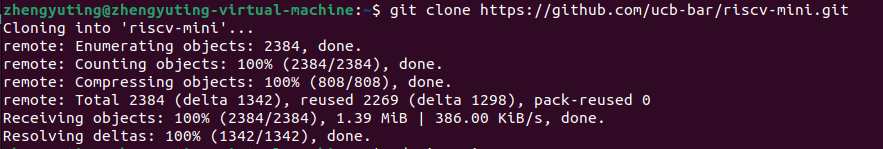 zhengyuting@zhengyuting-virtual-machine:~$ git clone https://github.com/ucb-bar/riscv-mini.git
Cloning into 'riscv-mini'...
remote: Enumerating objects: 2384, done.
remote: Counting objects: 100% (2384/2384), done.
remote: Compressing objects: 100% (808/808), done.
remote: Total 2384 (delta 1342), reused 2269 (delta 1298), pack-reused 0
Receiving objects: 100% (2384/2384), 1.39 MiB | 386.00 KiB/s, done.
Resolving deltas: 100% (1342/1342), done.